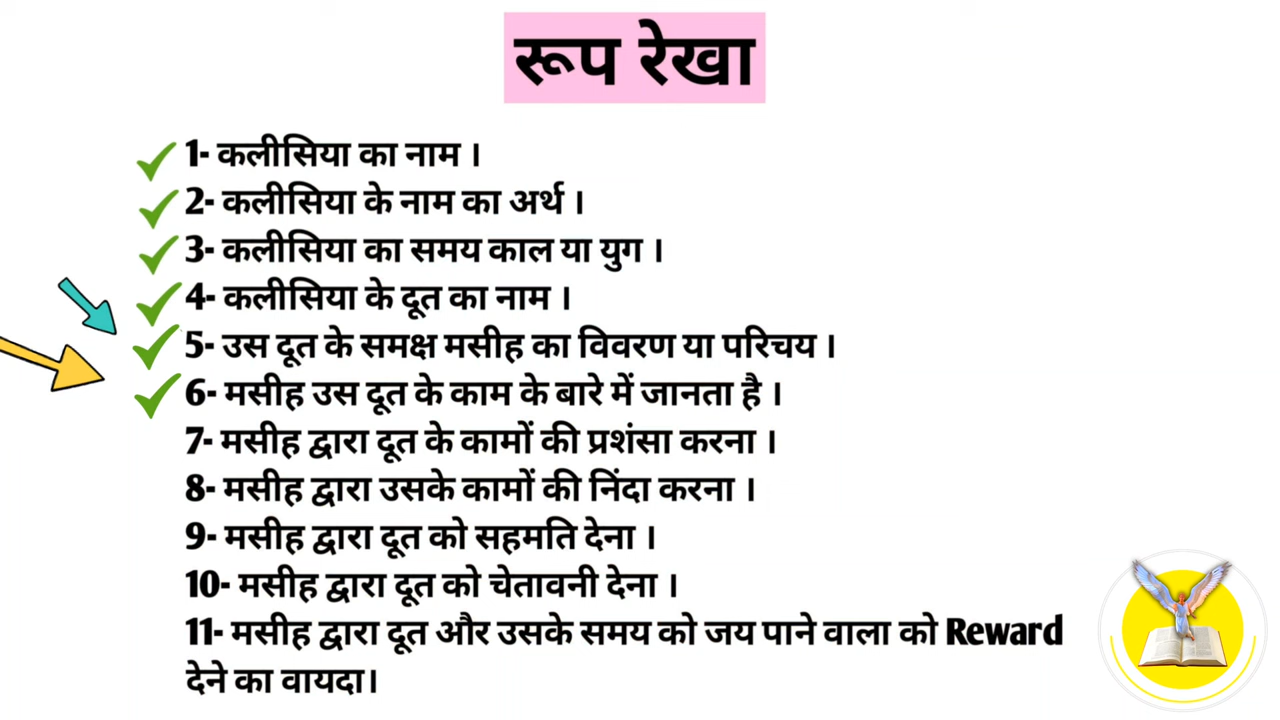 रूप रेखा
1- कलीसिया का नाम ।
2- कलीसिया के नाम का अर्थ ।
3- कलीसिया का समय काल या युग ।
4- कलीसिया के दूत का नाम ।
5- उस दूत के समक्ष मसीह का विवरण या परिचय ।
6- मसीह उस दूत के काम के बारे में जानता है ।
7- मसीह द्वारा दूत के कामों की प्रशंसा करना ।
8- मसीह द्वारा उसके कामों की निंदा करना ।
9- मसीह द्वारा दूत को सहमति देना ।
10- मसीह द्वारा दूत को चेतावनी देना ।
11- मसीह द्वारा दूत और उसके समय को जय पाने वाला को Reward
देने का वायदा।